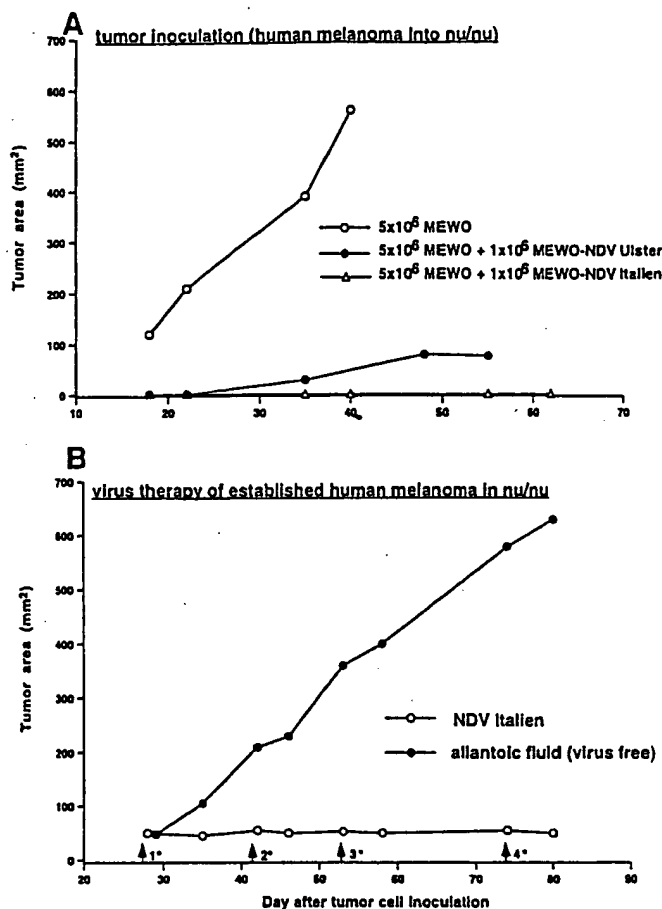 A
tumor inoculation (human melanoma into nu/nu)
700
600
500
400
300
200
100
0
Tumor area (mm²)
5x10⁶ MEWO
5x10⁶ MEWO + 1x10⁶ MEWO-NDV Ulster
5x10⁶ MEWO + 1x10⁶ MEWO-NDV Italien
10 20 30 40 50 60 70
B
virus therapy of established human melanoma in nu/nu
700
600
500
400
300
200
100
0
Tumor area (mm²)
NDV Italien
allantoic fluid (virus free)
1° 2° 3° 4°
20 30 40 50 60 70 80 90
Day after tumor cell inoculation